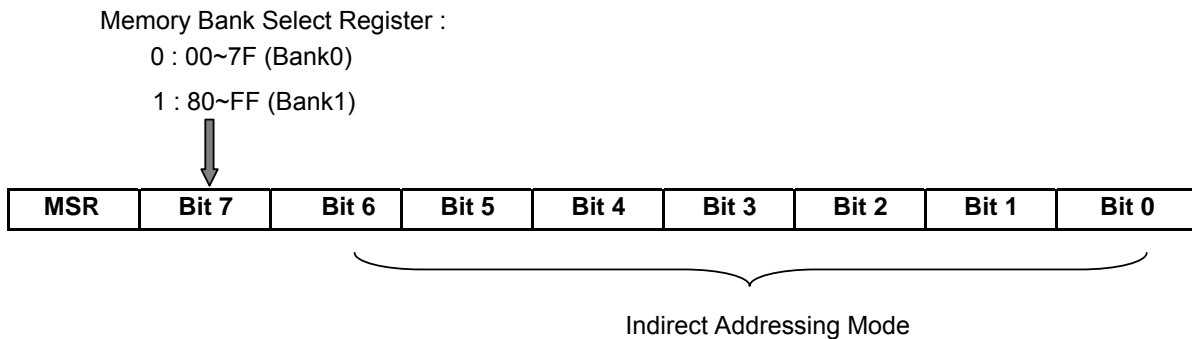 Memory Bank Select Register :
0 : 00~7F (Bank0)
1 : 80~FF (Bank1)
MSR Bit 7 Bit 6 Bit 5 Bit 4 Bit 3 Bit 2 Bit 1 Bit 0
Indirect Addressing Mode